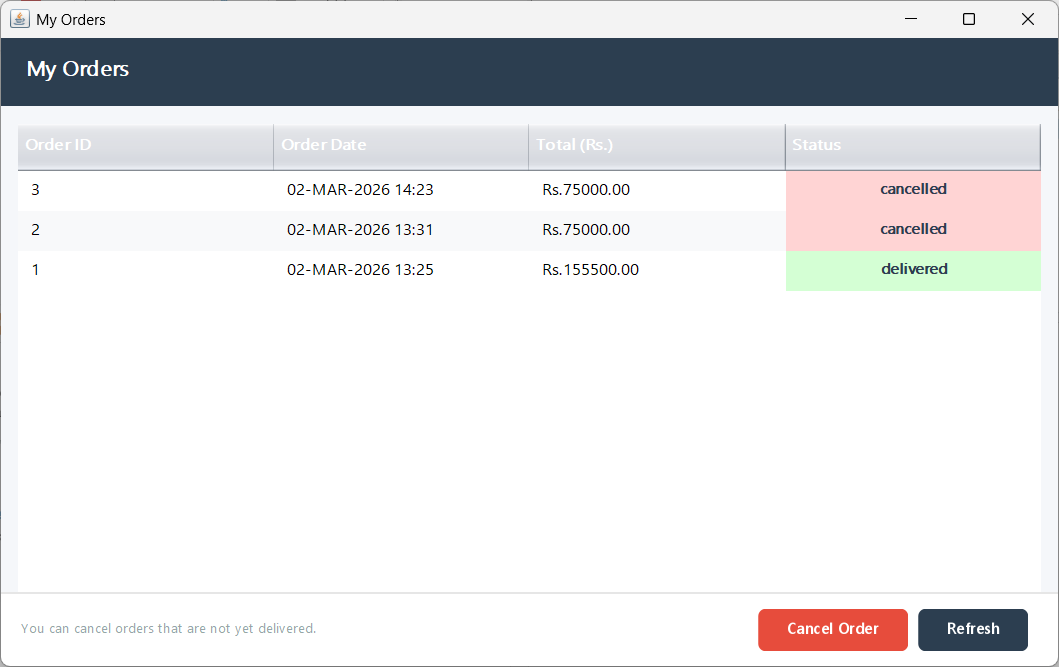 My Orders
My Orders
Order ID Order Date Total (Rs.) Status
3 02-MAR-2026 14:23 Rs.75000.00 cancelled
2 02-MAR-2026 13:31 Rs.75000.00 cancelled
1 02-MAR-2026 13:25 Rs.155500.00 delivered
You can cancel orders that are not yet delivered. Cancel Order Refresh